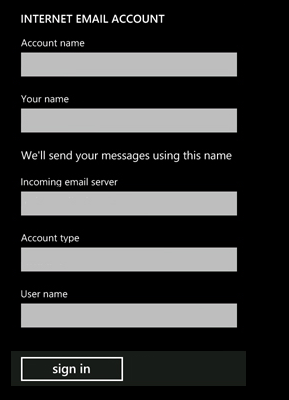 INTERNET EMAIL ACCOUNT
Account name
Your name
We'll send your messages using this name
Incoming email server
Account type
User name
sign in